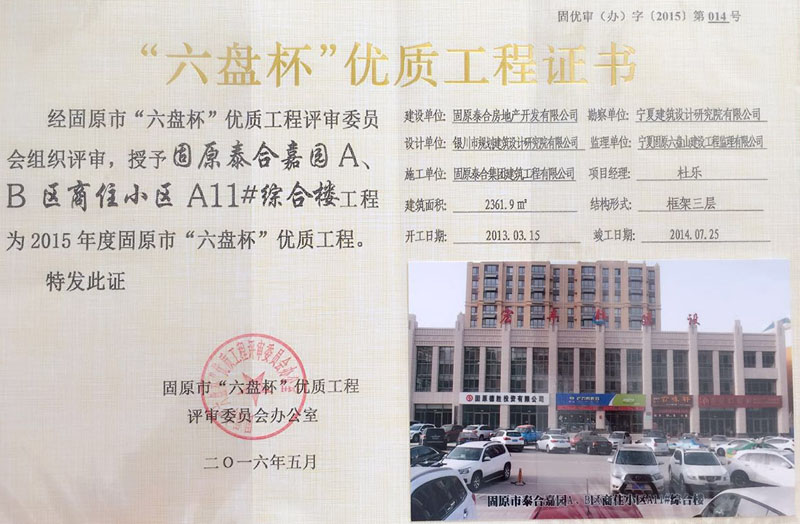 固优审（办）字〔2015〕第 014 号
“六盘杯”优质工程证书
经固原市“六盘杯”优质工程评审委员
会组织评审，授予固原泰合嘉园A、
B区商住小区 A11#综合楼工程
为2015年度固原市“六盘杯”优质工程。
特发此证
固原市“六盘杯”优质工程
评审委员会办公室
二〇一六年五月
建设单位: 固原泰合房地产开发有限公司 勘察单位: 宁夏建筑设计研究院有限公司
设计单位: 银川市规划建筑设计研究院有限公司 监理单位: 宁夏固原六盘山建设工程监理有限公司
施工单位: 固原泰合集团建筑工程有限公司 项目经理: 杜乐
建筑面积: 2361.9㎡ 结构形式: 框架三层
开工日期: 2013.03.15 竣工日期: 2014.07.25
固原德胜投资有限公司
固原市泰合嘉园A、B区商住小区A11#综合楼